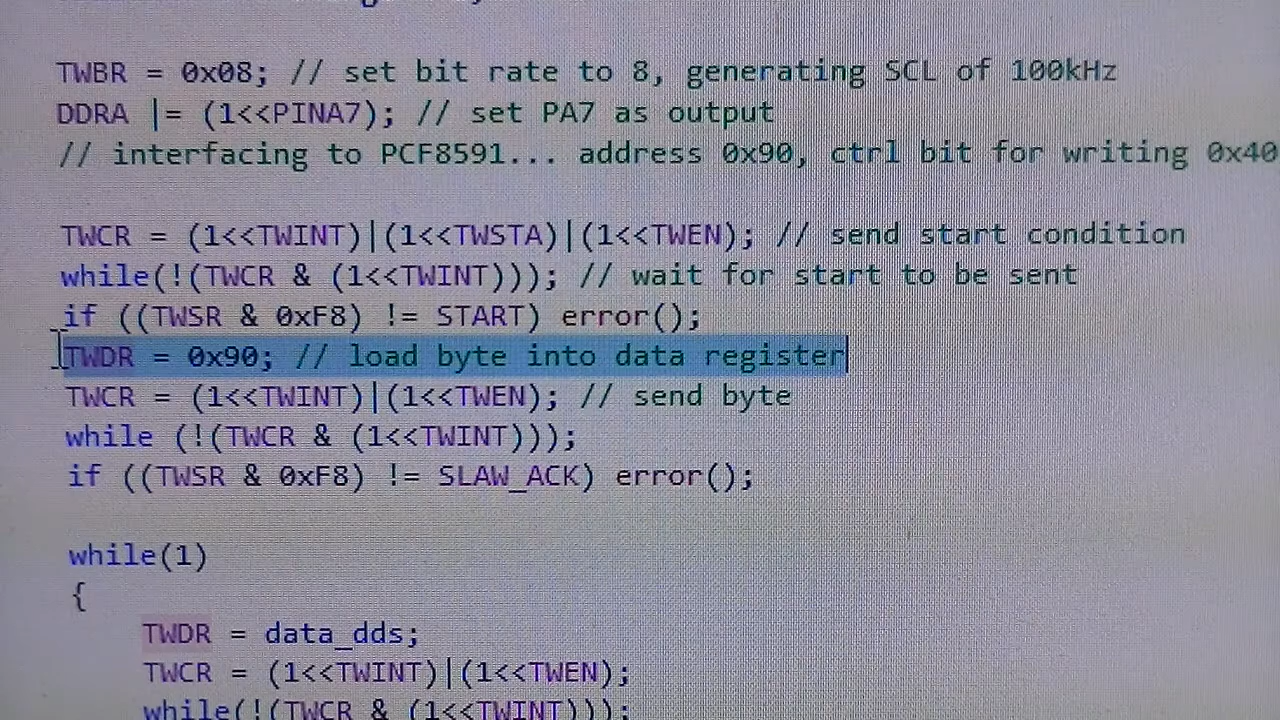 TWBR = 0x08; // set bit rate to 8, generating SCL of 100kHz
DDRA |= (1<<PINA7); // set PA7 as output
// interfacing to PCF8591... address 0x90, ctrl bit for writing 0x40
TWCR = (1<<TWINT)|(1<<TWSTA)|(1<<TWEN); // send start condition
while(!(TWCR & (1<<TWINT))); // wait for start to be sent
if ((TWSR & 0xF8) != START) error();
TWDR = 0x90; // load byte into data register
TWCR = (1<<TWINT)|(1<<TWEN); // send byte
while (!(TWCR & (1<<TWINT)));
if ((TWSR & 0xF8) != SLAW_ACK) error();
while(1)
{
TWDR = data_dds;
TWCR = (1<<TWINT)|(1<<TWEN);
while(!(TWCR & (1<<TWINT)));